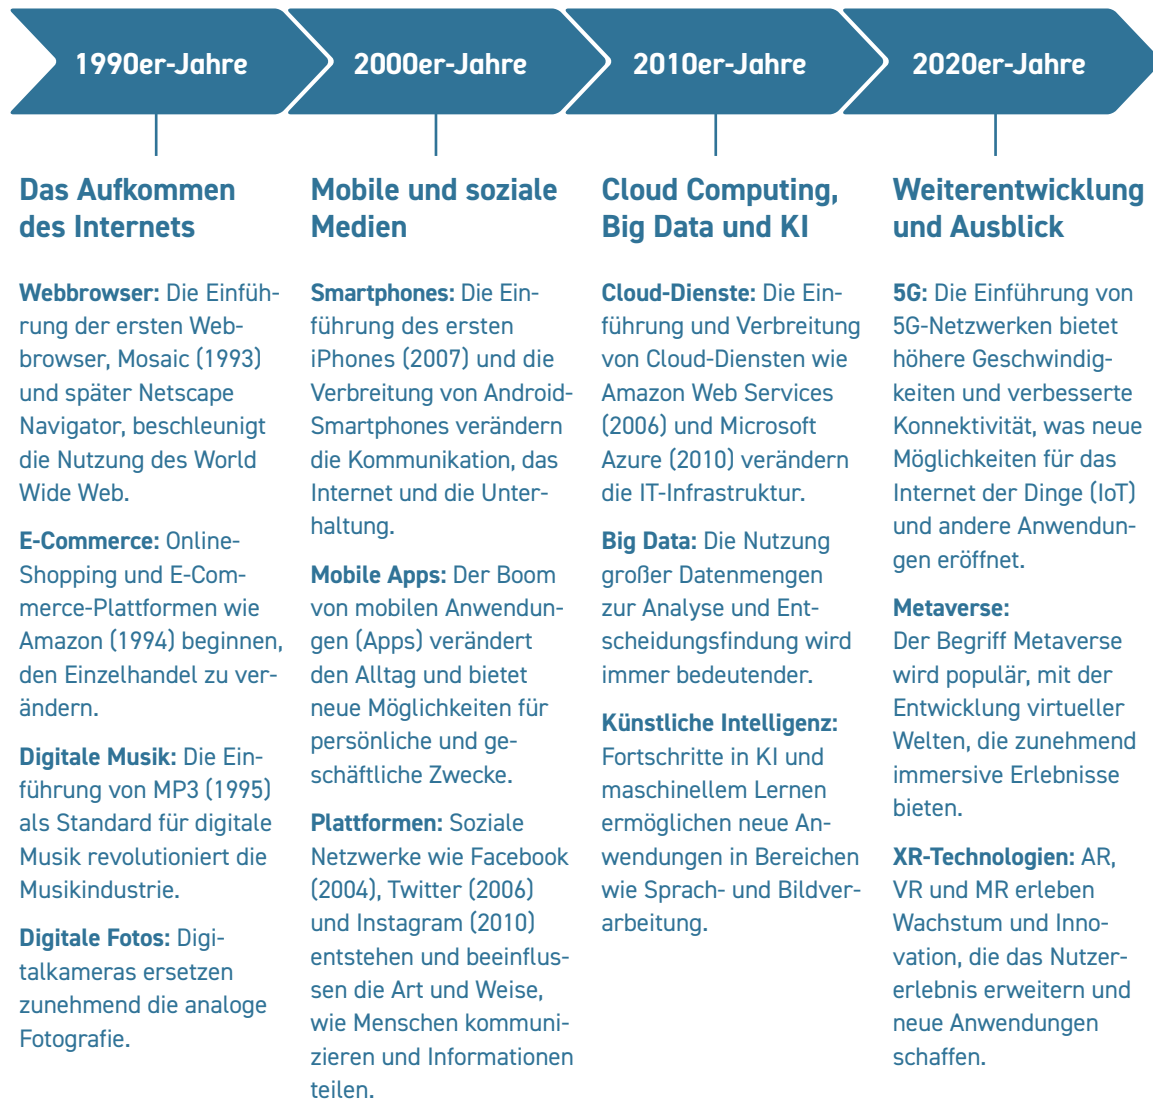 1990er-Jahre
2000er-Jahre
2010er-Jahre
2020er-Jahre
Das Aufkommen
des Internets
Webbrowser: Die Einfüh-
rung der ersten Web-
browser, Mosaic (1993)
und später Netscape
Navigator, beschleunigt
die Nutzung des World
Wide Web.
E-Commerce: Online-
Shopping und E-Com-
merce-Plattformen wie
Amazon (1994) beginnen,
den Einzelhandel zu ver-
ändern.
Digitale Musik: Die Ein-
führung von MP3 (1995)
als Standard für digitale
Musik revolutioniert die
Musikindustrie.
Digitale Fotos: Digi-
talkameras ersetzen
zunehmend die analoge
Fotografie.
Mobile und soziale
Medien
Smartphones: Die Ein-
führung des ersten
iPhones (2007) und die
Verbreitung von Android-
Smartphones verändern
die Kommunikation, das
Internet und die Unter-
haltung.
Mobile Apps: Der Boom
von mobilen Anwendun-
gen (Apps) verändert
den Alltag und bietet
neue Möglichkeiten für
persönliche und ge-
schäftliche Zwecke.
Plattformen: Soziale
Netzwerke wie Facebook
(2004), Twitter (2006)
und Instagram (2010)
entstehen und beeinflus-
sen die Art und Weise,
wie Menschen kommuni-
zieren und Informationen
teilen.
Cloud Computing,
Big Data und KI
Cloud-Dienste: Die Ein-
führung und Verbreitung
von Cloud-Diensten wie
Amazon Web Services
(2006) und Microsoft
Azure (2010) verändern
die IT-Infrastruktur.
Big Data: Die Nutzung
großer Datenmengen
zur Analyse und Ent-
scheidungsfindung wird
immer bedeutender.
Künstliche Intelligenz:
Fortschritte in KI und
maschinellem Lernen
ermöglichen neue An-
wendungen in Bereichen
wie Sprach- und Bildver-
arbeitung.
Weiterentwicklung
und Ausblick
5G: Die Einführung von
5G-Netzwerken bietet
höhere Geschwindig-
keiten und verbesserte
Konnektivität, was neue
Möglichkeiten für das
Internet der Dinge (IoT)
und andere Anwendun-
gen eröffnet.
Metaverse:
Der Begriff Metaverse
wird populär, mit der
Entwicklung virtueller
Welten, die zunehmend
immersive Erlebnisse
bieten.
XR-Technologien: AR,
VR und MR erleben
Wachstum und Inno-
vation, die das Nutzer-
erlebnis erweitern und
neue Anwendungen
schaffen.